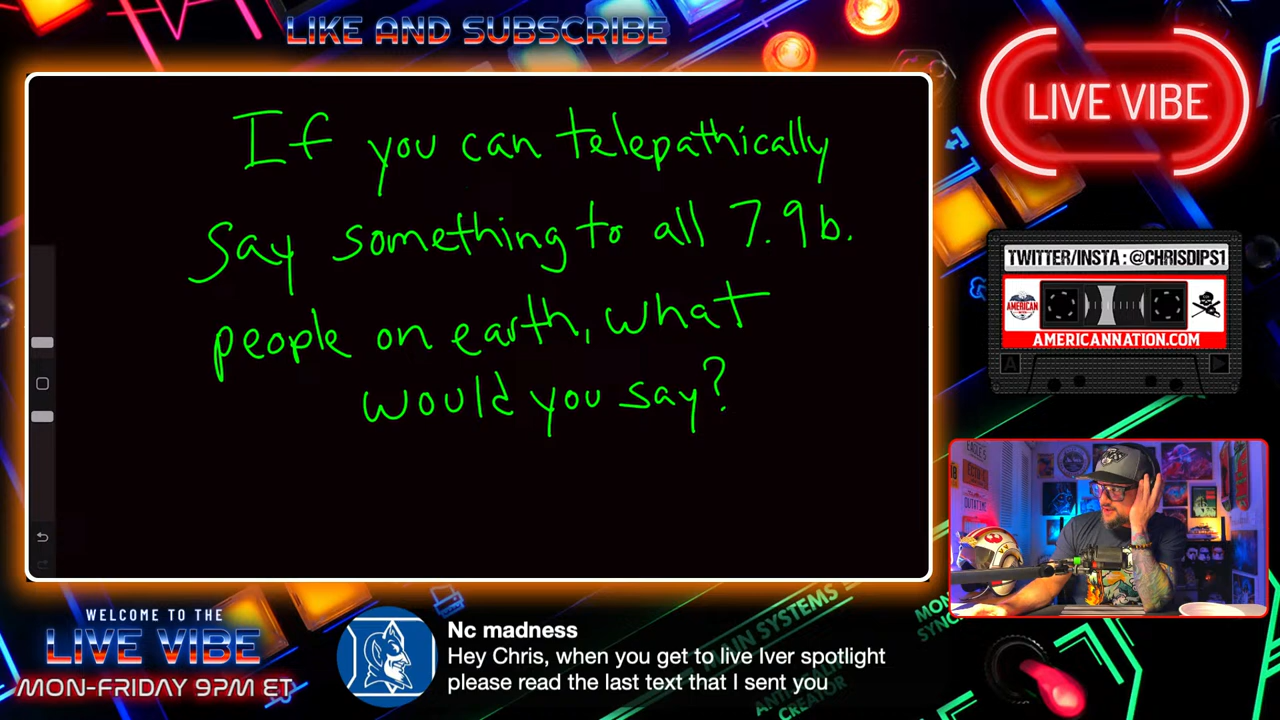 LIKE AND SUBSCRIBE
If you can telepathically
say something to all 7.9b.
people on earth, what
would you say?
LIVE VIBE
TWITTER/INSTA : @CHRISDIPS1
AMERICAN
AMERICANNATION.COM
A
WELCOME TO THE
LIVE VIBE
MON-FRIDAY 9PM ET
Nc madness
Hey Chris, when you get to live Iver spotlight
please read the last text that I sent you